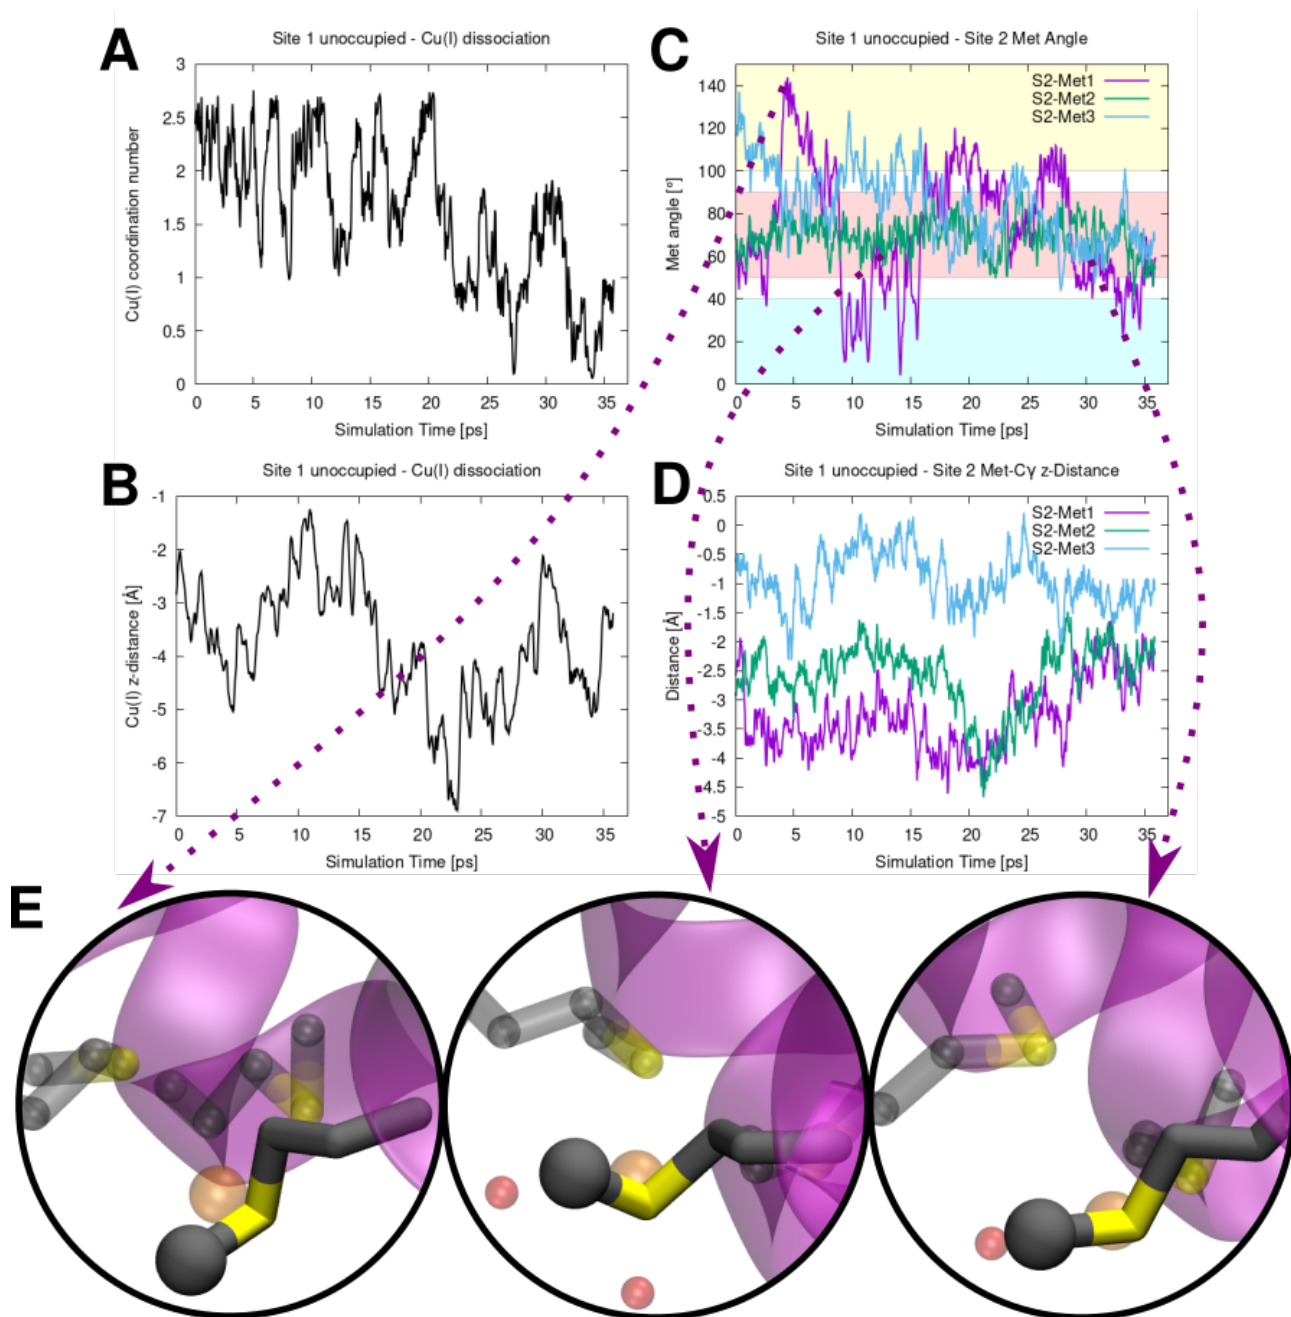 A
Site 1 unoccupied - Cu(I) dissociation
Cu(I) coordination number
3
2.5
2
1.5
1
0.5
0
0 5 10 15 20 25 30 35
Simulation Time [ps]
C
Site 1 unoccupied - Site 2 Met Angle
S2-Met1
S2-Met2
S2-Met3
Met angle [°]
140
120
100
80
60
40
20
0
0 5 10 15 20 25 30 35
Simulation Time [ps]
B
Site 1 unoccupied - Cu(I) dissociation
Cu(I) z-distance [Å]
-1
-2
-3
-4
-5
-6
-7
0 5 10 15 20 25 30 35
Simulation Time [ps]
D
Site 1 unoccupied - Site 2 Met-Cγ z-Distance
S2-Met1
S2-Met2
S2-Met3
Distance [Å]
0.5
0
-0.5
-1
-1.5
-2
-2.5
-3
-3.5
-4
-4.5
-5
0 5 10 15 20 25 30 35
Simulation Time [ps]
E